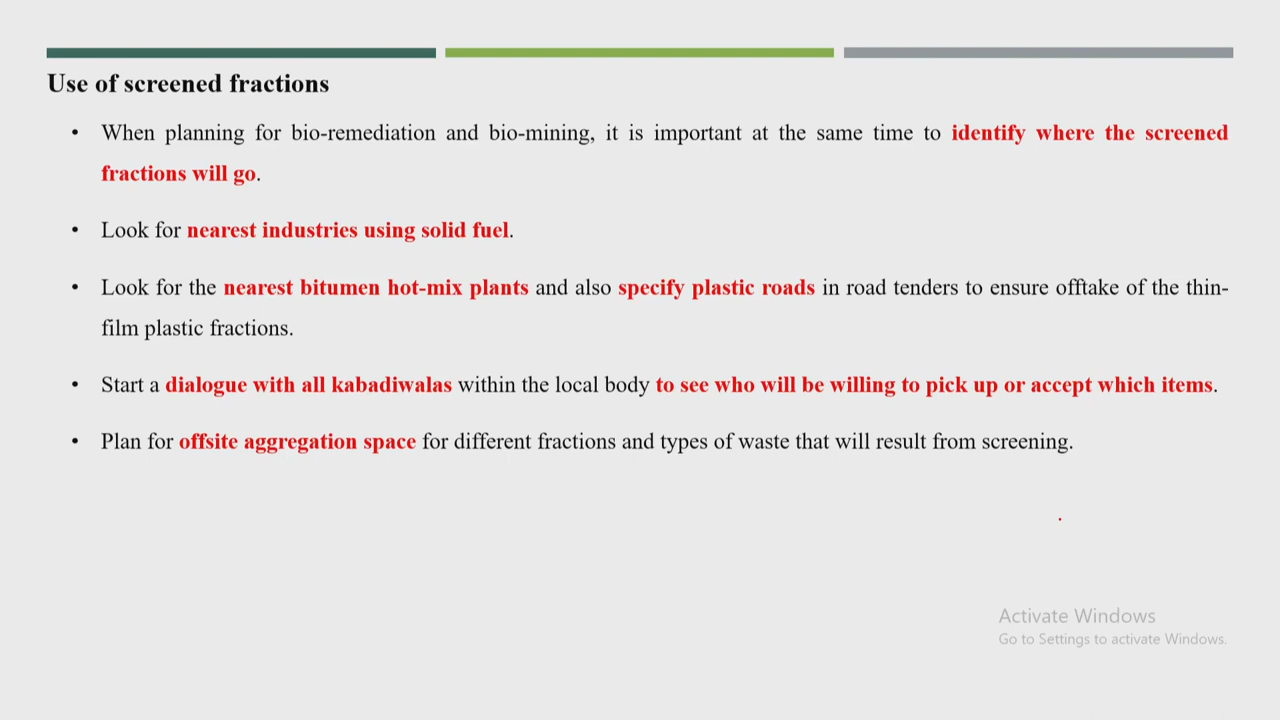 Use of screened fractions
• When planning for bio-remediation and bio-mining, it is important at the same time to identify where the screened
fractions will go.
• Look for nearest industries using solid fuel.
• Look for the nearest bitumen hot-mix plants and also specify plastic roads in road tenders to ensure offtake of the thin-
film plastic fractions.
• Start a dialogue with all kabadiwalas within the local body to see who will be willing to pick up or accept which items.
• Plan for offsite aggregation space for different fractions and types of waste that will result from screening.
Activate Windows
Go to Settings to activate Windows.